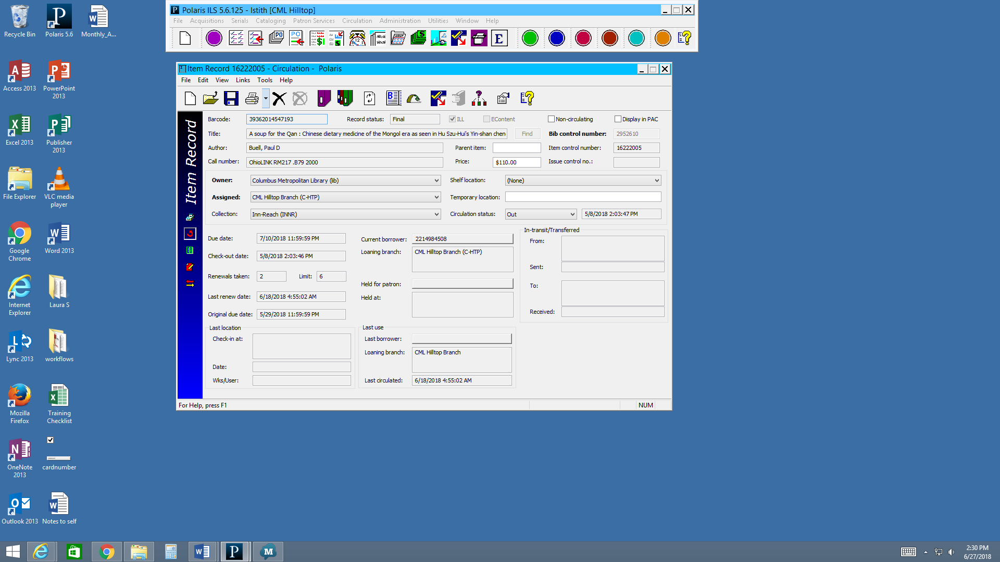 Recycle Bin
Polaris 5.6
Monthly_A...
Access 2013
PowerPoint 2013
Excel 2013
Publisher 2013
File Explorer
VLC media player
Google Chrome
Word 2013
Internet Explorer
Laura S
Lync 2013
workflows
Mozilla Firefox
Training Checklist
OneNote 2013
cardnumber
Outlook 2013
Notes to self
Polaris ILS 5.6.125 - lstith [CML Hilltop]
File Acquisitions Serials Cataloging Patron Services Circulation Administration Utilities Window Help
Item Record 16222005 - Circulation - Polaris
File Edit View Links Tools Help
Item Record
Barcode: 39362014547193 Record status: Final ILL EContent Non-circulating Display in PAC
Title: A soup for the Qan : Chinese dietary medicine of the Mongol era as seen in Hu Szu-Hui's Yin-shan chen Find Bib control number: 2952610
Author: Buell, Paul D Parent item: Item control number: 16222005
Call number: OhioLINK RM217 .B79 2000 Price: $110.00 Issue control no.:
Owner: Columbus Metropolitan Library (lib) Shelf location: (None)
Assigned: CML Hilltop Branch (C-HTP) Temporary location:
Collection: Inn-Reach (INNR) Circulation status: Out 5/8/2018 2:03:47 PM
Due date: 7/10/2018 11:59:59 PM
Check-out date: 5/8/2018 2:03:46 PM
Renewals taken: 2 Limit: 6
Last renew date: 6/18/2018 4:55:02 AM
Original due date: 5/29/2018 11:59:59 PM
Current borrower: 2214984508
Loaning branch: CML Hilltop Branch (C-HTP)
Held for patron:
Held at:
In-transit/Transferred
From:
Sent:
To:
Received:
Last location
Check-in at:
Date:
Wks/User:
Last use
Last borrower:
Loaning branch: CML Hilltop Branch
Last circulated: 6/18/2018 4:55:02 AM
For Help, press F1
NUM
2:30 PM
6/27/2018